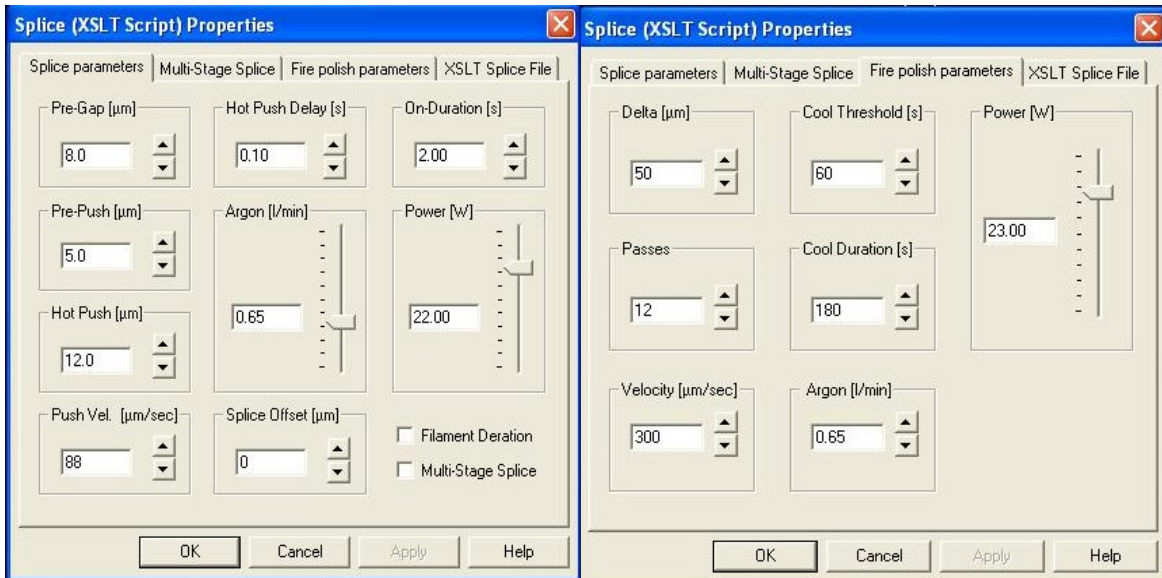 Splice (XSLT Script) Properties
Splice parameters Multi-Stage Splice Fire polish parameters XSLT Splice File
Pre-Gap [µm] Hot Push Delay [s] On-Duration [s]
8.0 0.10 2.00
Pre-Push [µm] Argon [l/min] Power [W]
5.0
Hot Push [µm]
0.65 22.00
12.0
Push Vel. [µm/sec] Splice Offset [µm]
Filament Deration
88 0
Multi-Stage Splice
OK Cancel Apply Help
Splice (XSLT Script) Properties
Splice parameters Multi-Stage Splice Fire polish parameters XSLT Splice File
Delta [µm] Cool Threshold [s] Power [W]
50 60
23.00
Passes Cool Duration [s]
12 180
Velocity [µm/sec] Argon [l/min]
300 0.65
OK Cancel Apply Help